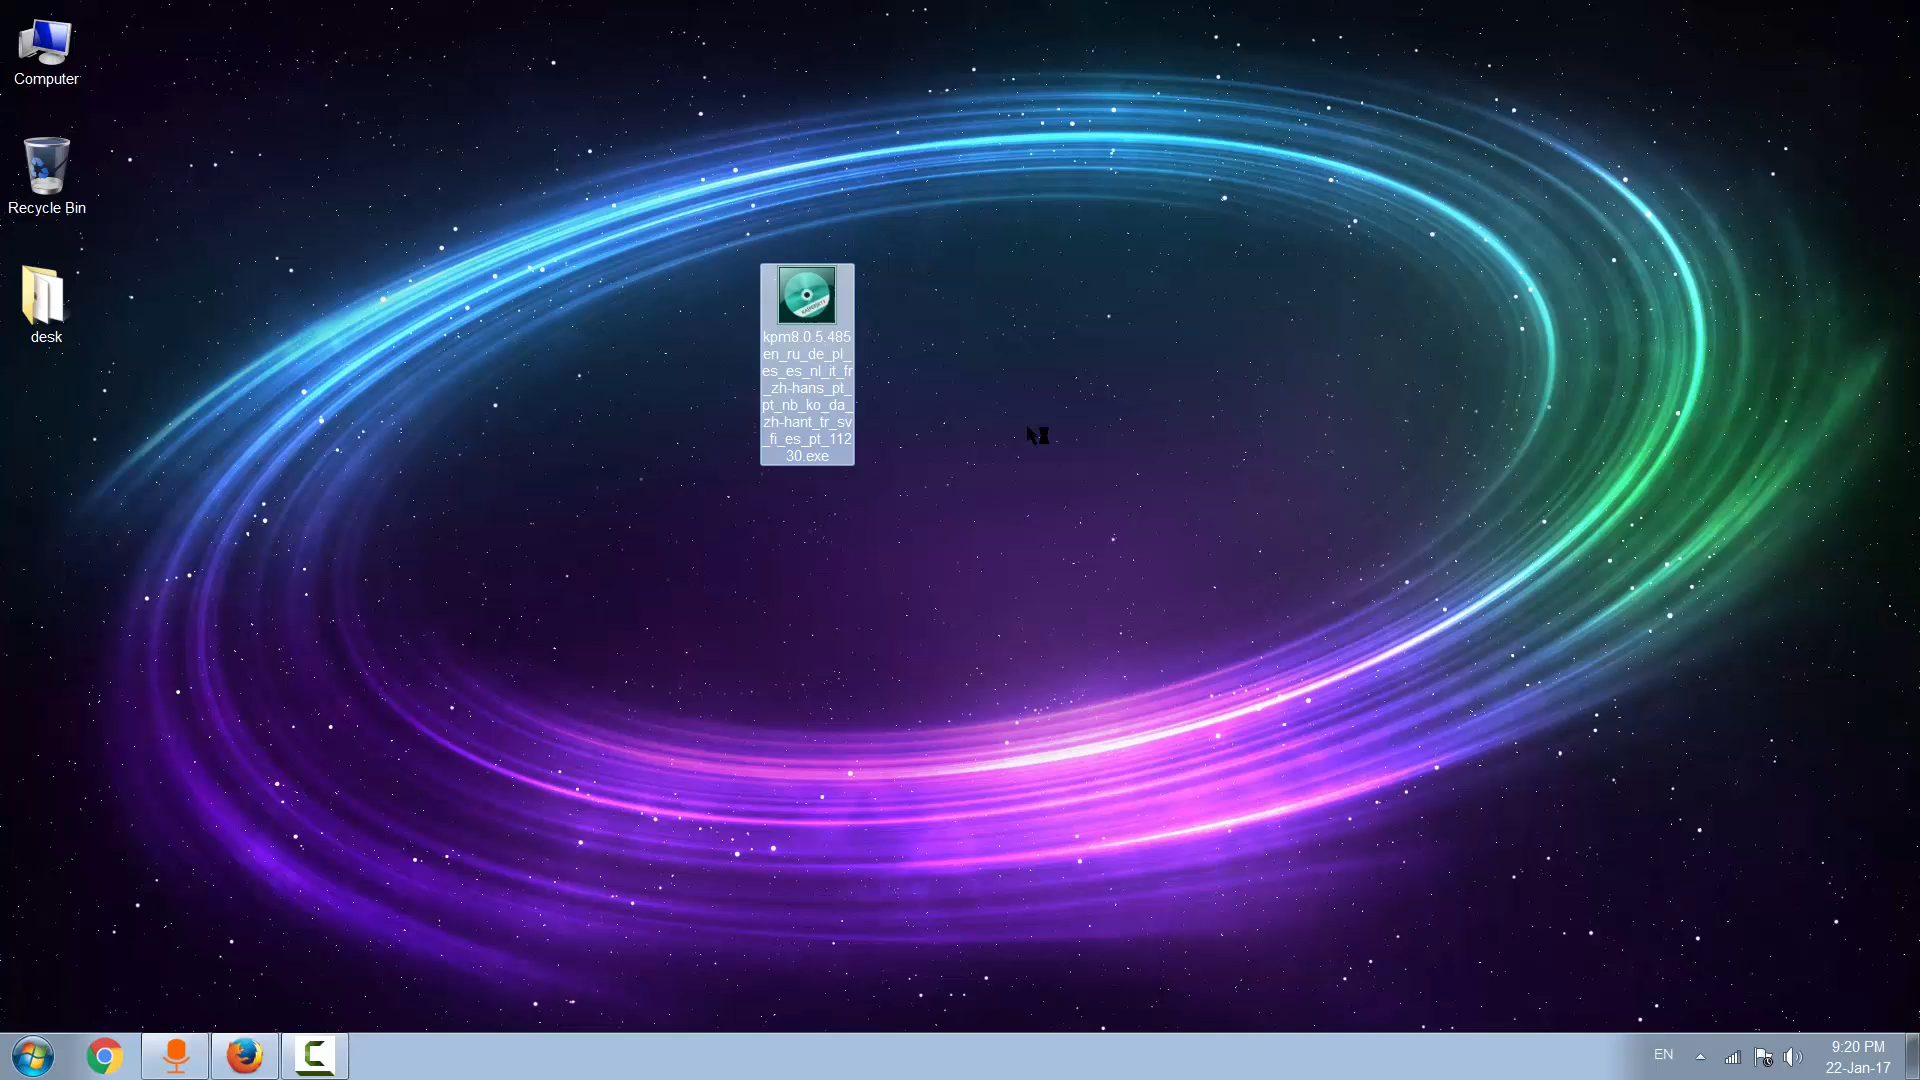 Computer
Recycle Bin
desk
kpm8.0.5.485
en_ru_de_pl_
es_es_nl_it_fr
_zh-hans_pt_
pt_nb_ko_da_
zh-hant_tr_sv
_fi_es_pt_112
30.exe
EN
9:20 PM
22-Jan-17